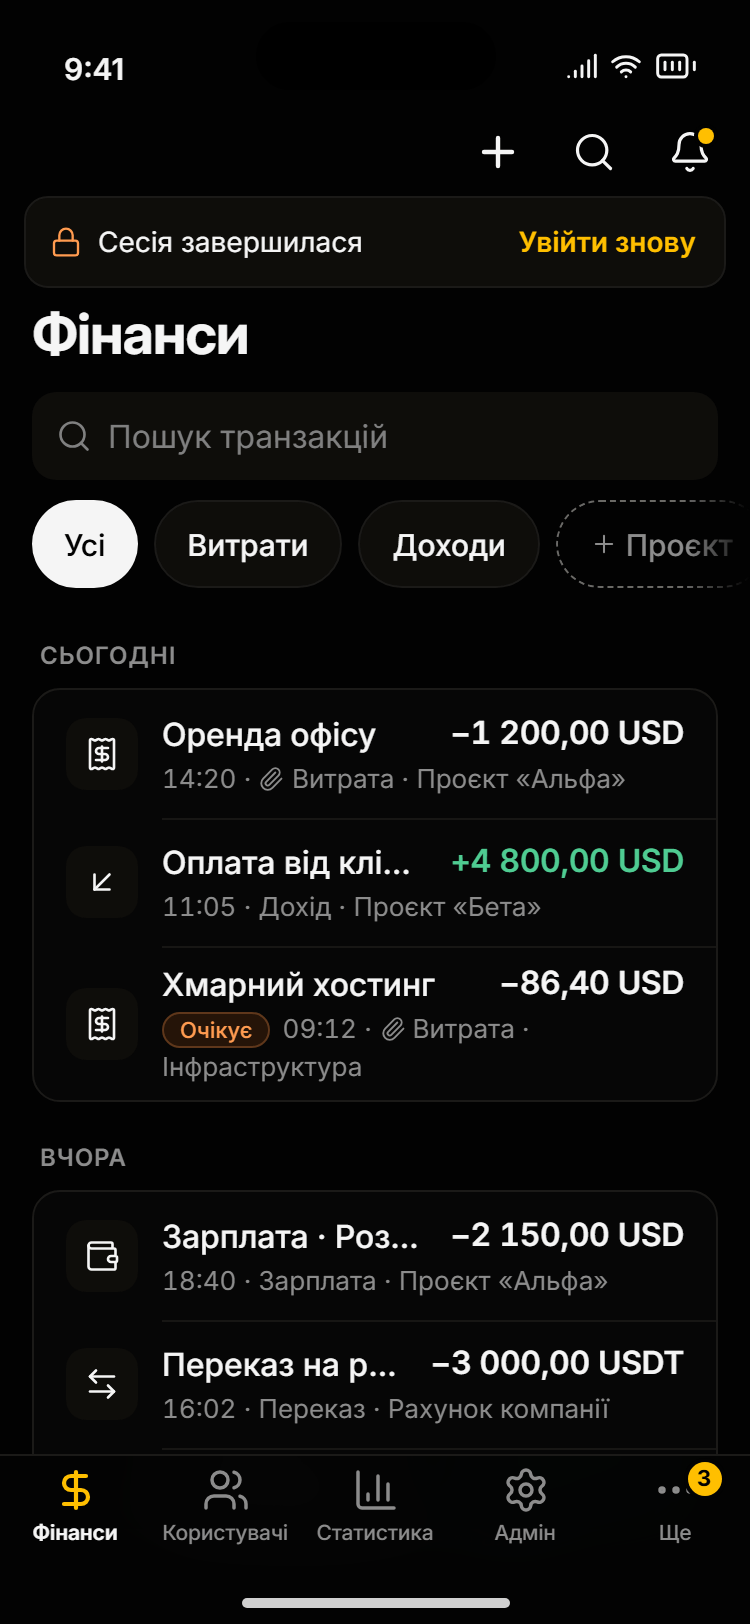 9:41
Сесія завершилася Увійти знову
Фінанси
Пошук транзакцій
Усі Витрати Доходи + Проєкт
СЬОГОДНІ
Оренда офісу −1 200,00 USD
14:20 · Витрата · Проєкт «Альфа»
Оплата від клі... +4 800,00 USD
11:05 · Дохід · Проєкт «Бета»
Хмарний хостинг −86,40 USD
Очікує 09:12 · Витрата ·
Інфраструктура
ВЧОРА
Зарплата · Роз... −2 150,00 USD
18:40 · Зарплата · Проєкт «Альфа»
Переказ на р... −3 000,00 USDT
16:02 · Переказ · Рахунок компанії
3
Фінанси Користувачі Статистика Адмін Ще